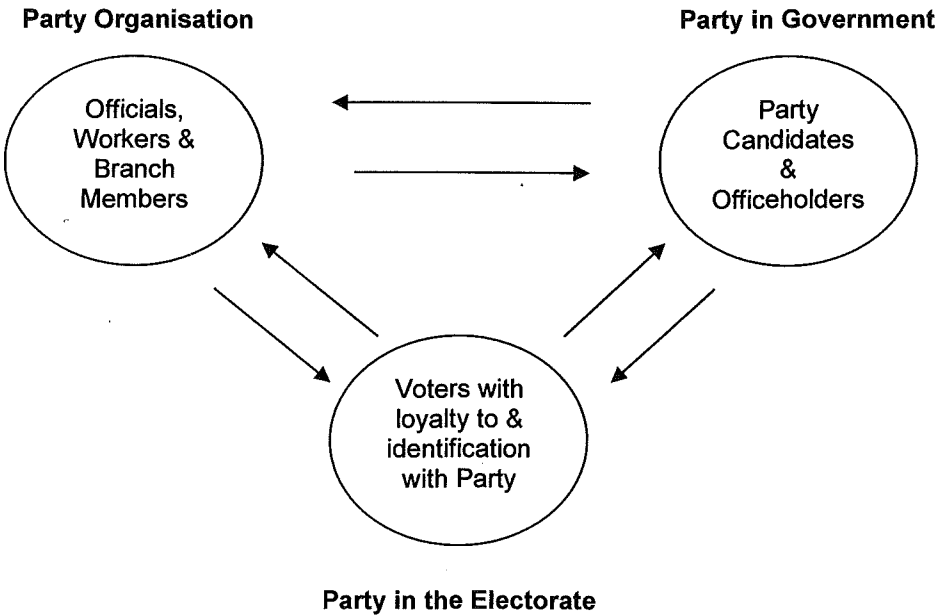 Party Organisation
Party in Government
Officials,
Workers &
Branch
Members
Party
Candidates
&
Officeholders
Voters with
loyalty to &
identification
with Party
Party in the Electorate